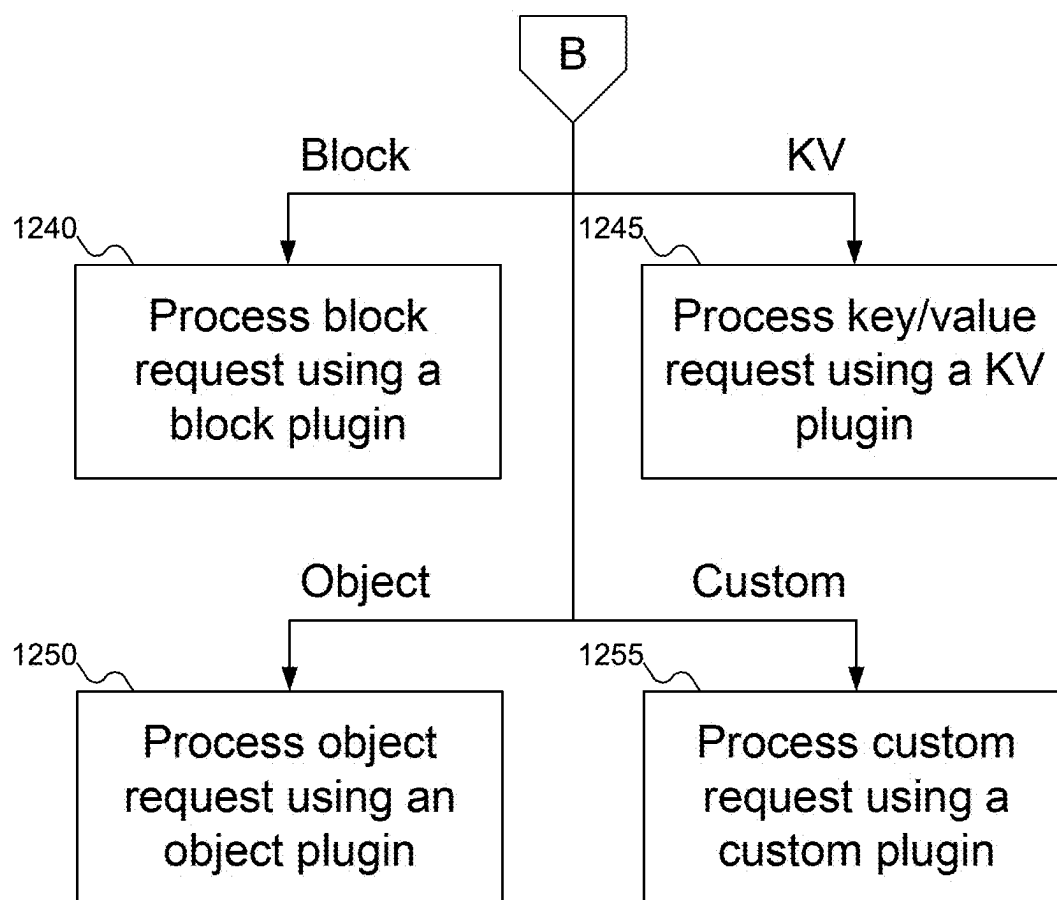 B
Block
KV
1240
1245
Process block
request using a
block plugin
Process key/value
request using a KV
plugin
Object
Custom
1250
1255
Process object
request using an
object plugin
Process custom
request using a
custom plugin